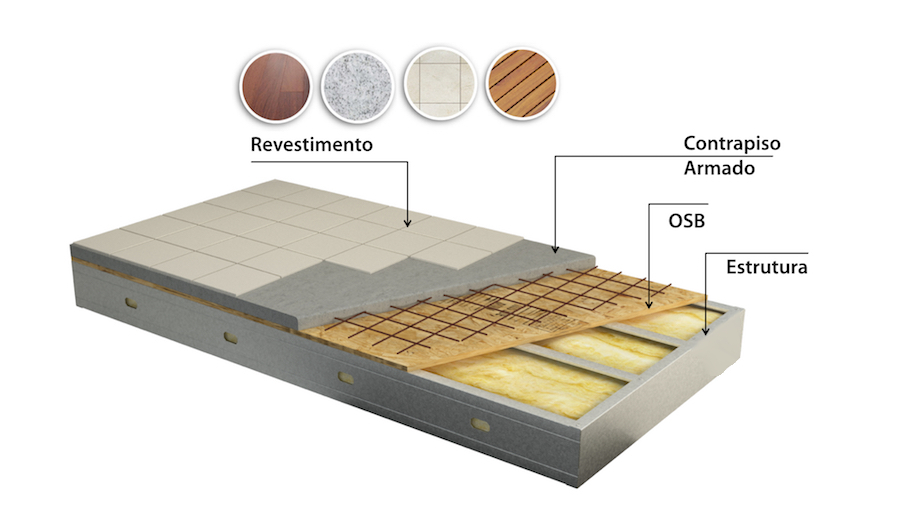 Revestimento
Contrapiso
Armado
OSB
Estrutura